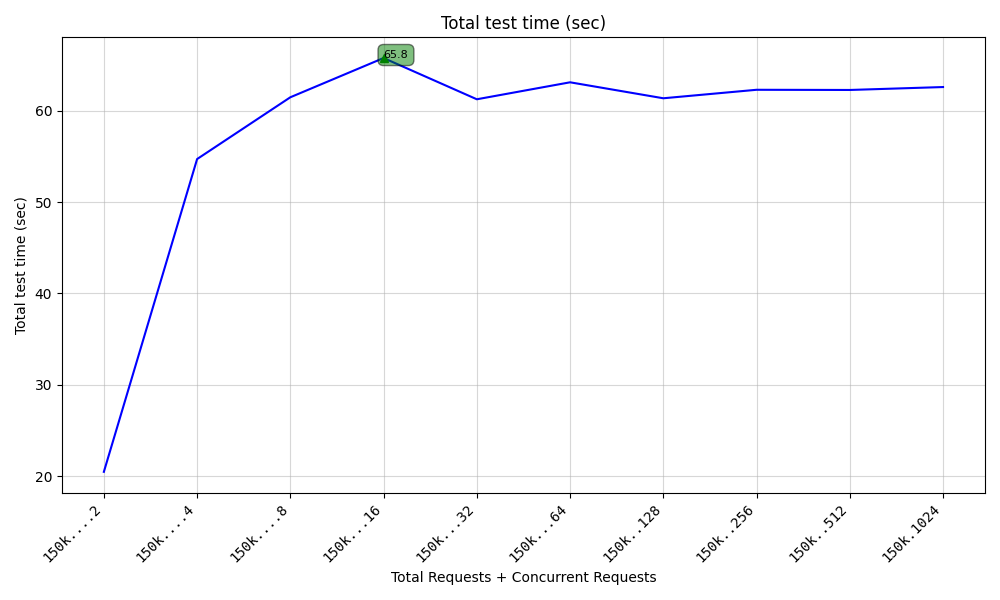 Total test time (sec)
65.8
Total test time (sec)
60
50
40
30
20
150k....2
150k....4
150k....8
150k...16
150k...32
150k...64
150k..128
150k..256
150k..512
150k.1024
Total Requests + Concurrent Requests